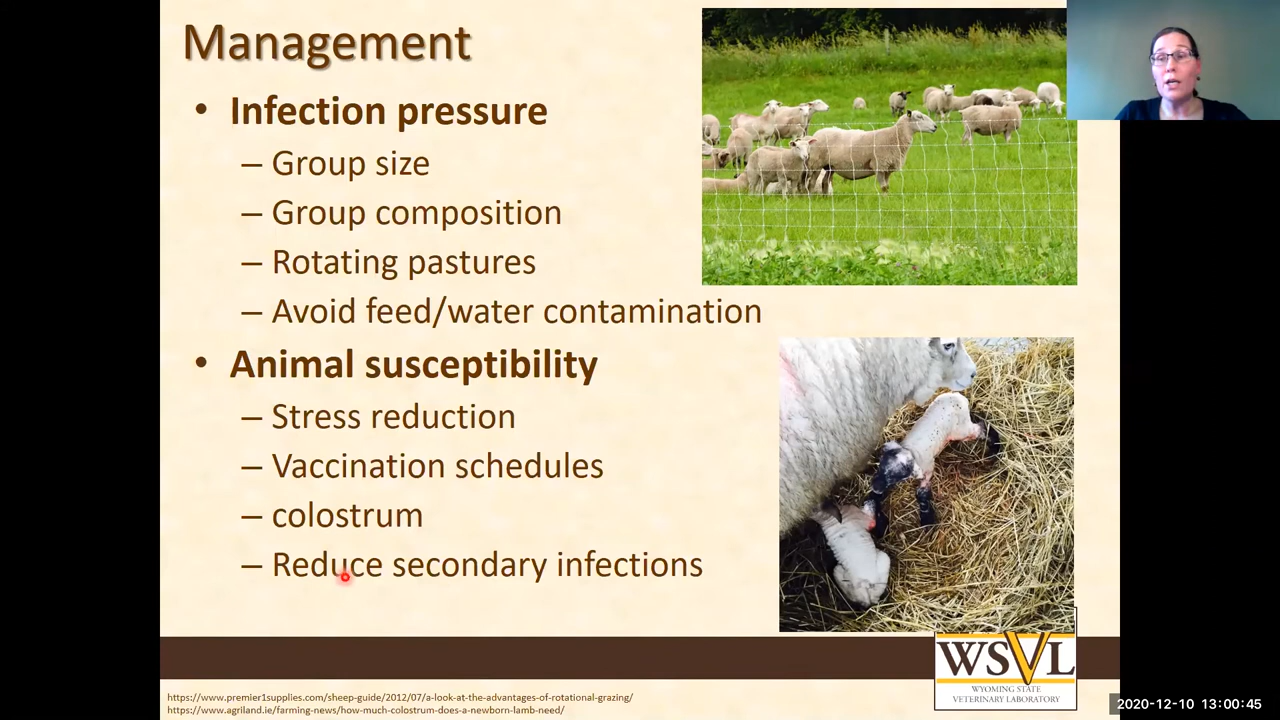 Management
• Infection pressure
– Group size
– Group composition
– Rotating pastures
– Avoid feed/water contamination
• Animal susceptibility
– Stress reduction
– Vaccination schedules
– colostrum
– Reduce secondary infections
WSVL
WYOMING STATE
VETERINARY LABORATORY
https://www.premier1supplies.com/sheep-guide/2012/07/a-look-at-the-advantages-of-rotational-grazing/
https://www.agriland.ie/farming-news/how-much-colostrum-does-a-newborn-lamb-need/
2020-12-10 13:00:45